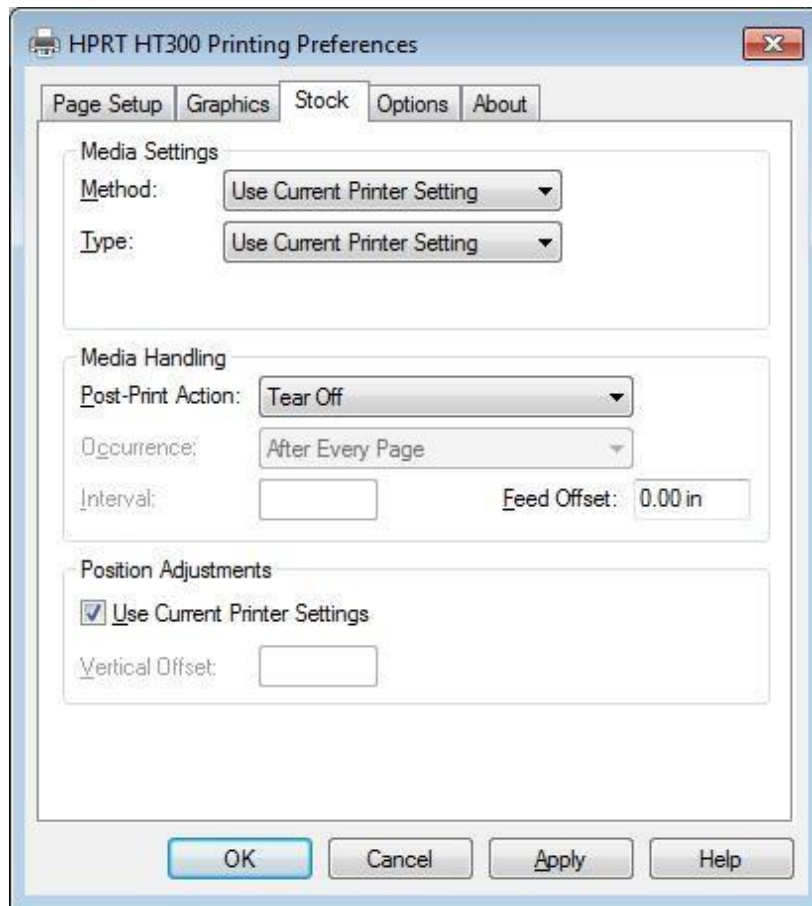 HPRT HT300 Printing Preferences
Page Setup Graphics Stock Options About
Media Settings
Method: Use Current Printer Setting
Type: Use Current Printer Setting
Media Handling
Post-Print Action: Tear Off
Occurrence: After Every Page
Interval: Feed Offset: 0.00 in
Position Adjustments
Use Current Printer Settings
Vertical Offset:
OK Cancel Apply Help